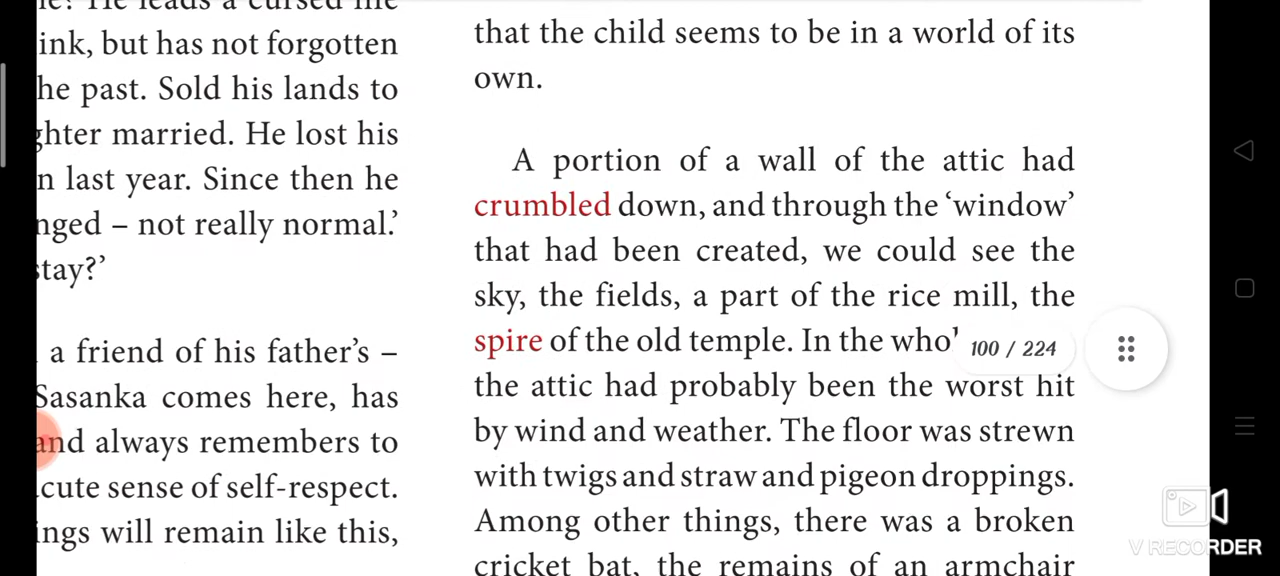 He leads a cursed life
ink, but has not forgotten
he past. Sold his lands to
ghter married. He lost his
n last year. Since then he
nged – not really normal.’
stay?’
a friend of his father’s –
Sasanka comes here, has
and always remembers to
cute sense of self-respect.
ings will remain like this,
that the child seems to be in a world of its
own.
A portion of a wall of the attic had
crumbled down, and through the ‘window’
that had been created, we could see the
sky, the fields, a part of the rice mill, the
spire of the old temple. In the
the attic had probably been the worst hit
by wind and weather. The floor was strewn
with twigs and straw and pigeon droppings.
Among other things, there was a broken
cricket bat, the remains of an armchair
100 / 224
V RECORDER